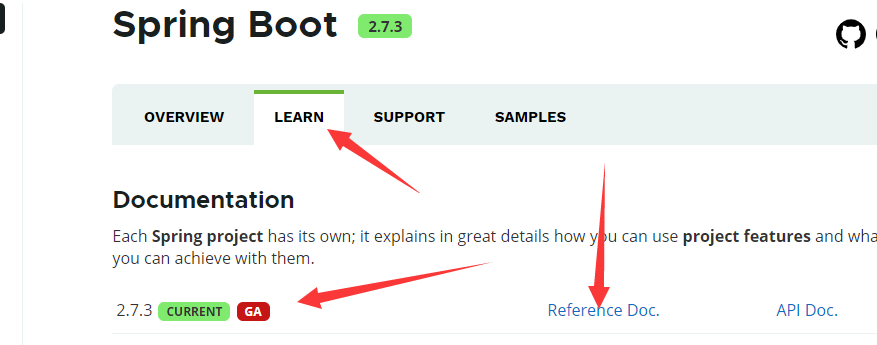 Spring Boot 2.7.3
OVERVIEW LEARN SUPPORT SAMPLES
Documentation
Each Spring project has its own; it explains in great details how you can use project features and wha
you can achieve with them.
2.7.3 CURRENT GA Reference Doc. API Doc.